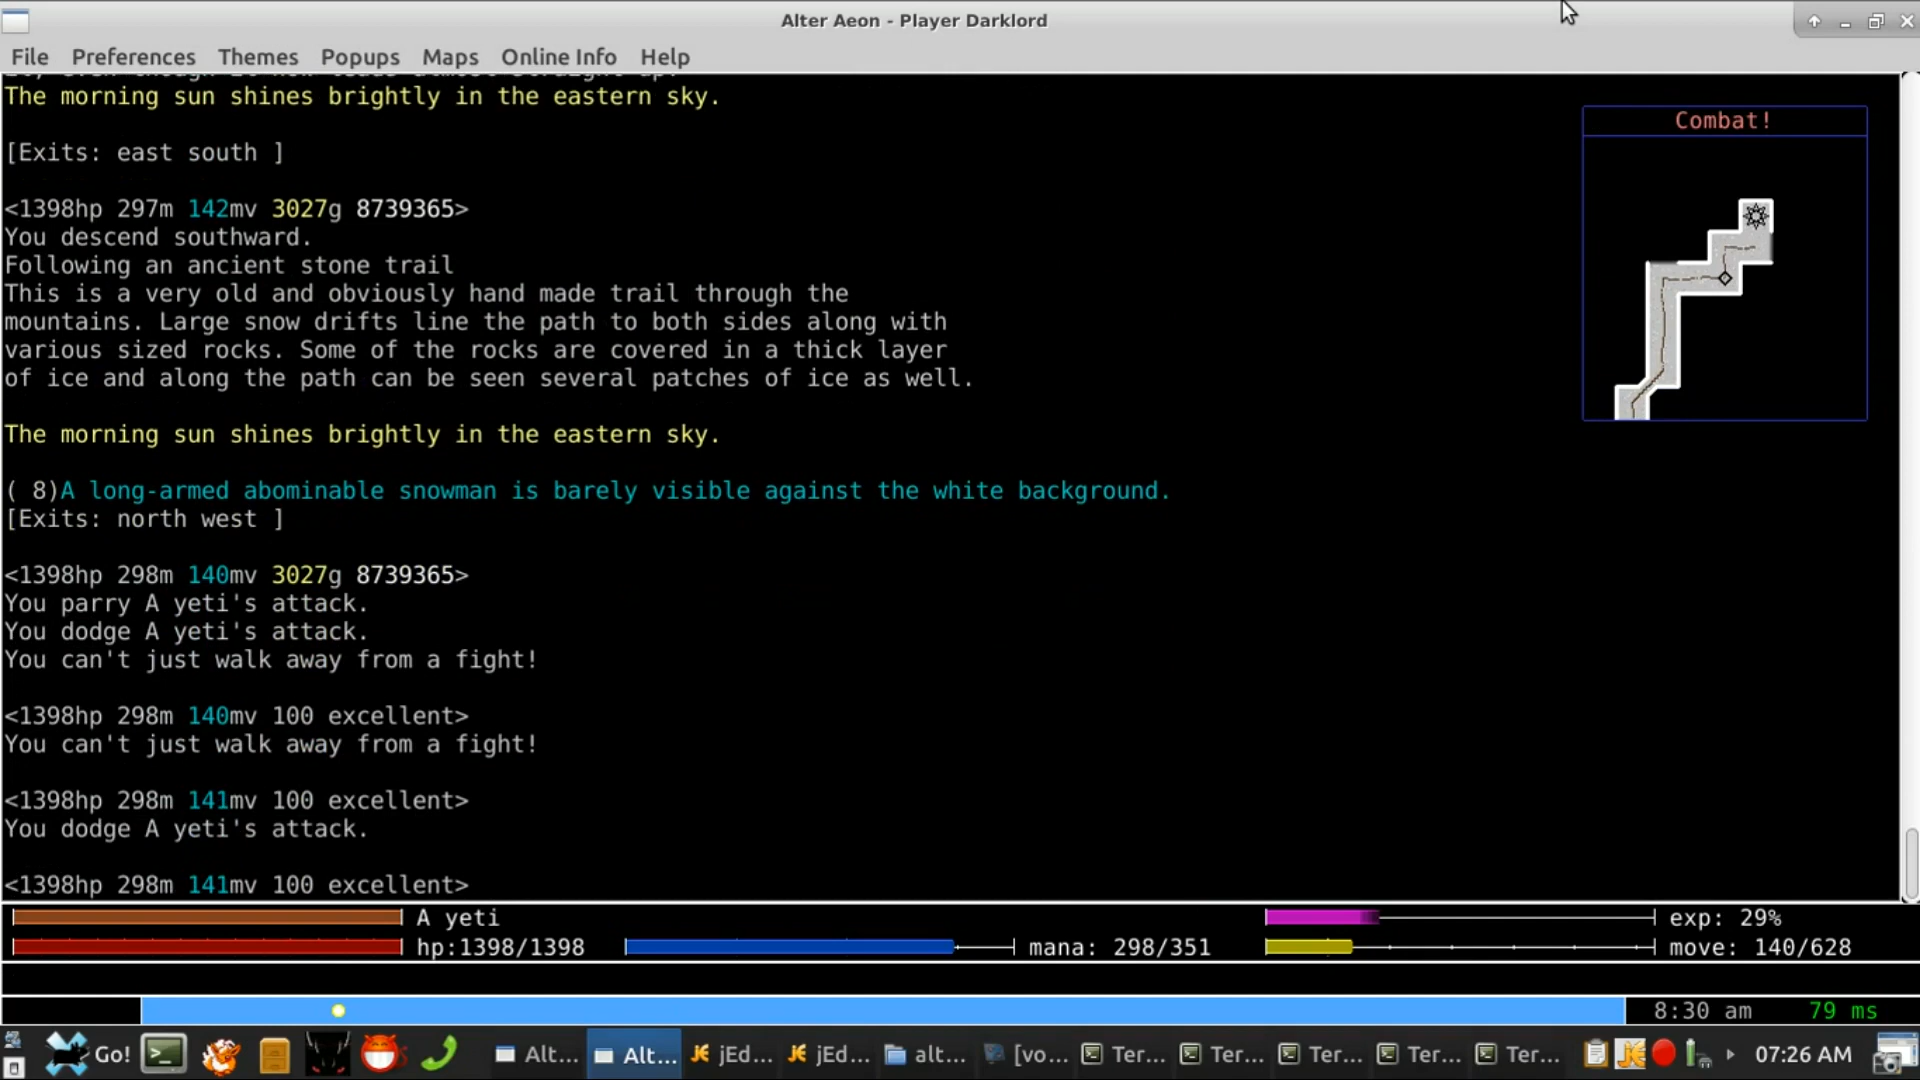 Alter Aeon - Player Darklord
File Preferences Themes Popups Maps Online Info Help
The morning sun shines brightly in the eastern sky.
Combat!
[Exits: east south ]
<1398hp 297m 142mv 3027g 8739365>
You descend southward.
Following an ancient stone trail
This is a very old and obviously hand made trail through the
mountains. Large snow drifts line the path to both sides along with
various sized rocks. Some of the rocks are covered in a thick layer
of ice and along the path can be seen several patches of ice as well.
The morning sun shines brightly in the eastern sky.
( 8)A long-armed abominable snowman is barely visible against the white background.
[Exits: north west ]
<1398hp 298m 140mv 3027g 8739365>
You parry A yeti's attack.
You dodge A yeti's attack.
You can't just walk away from a fight!
<1398hp 298m 140mv 100 excellent>
You can't just walk away from a fight!
<1398hp 298m 141mv 100 excellent>
You dodge A yeti's attack.
<1398hp 298m 141mv 100 excellent>
A yeti exp: 29%
hp:1398/1398 mana: 298/351 move: 140/628
8:30 am 79 ms
Go! Alt... Alt... jEd... jEd... alt... [vo... Ter... Ter... Ter... Ter... Ter... 07:26 AM